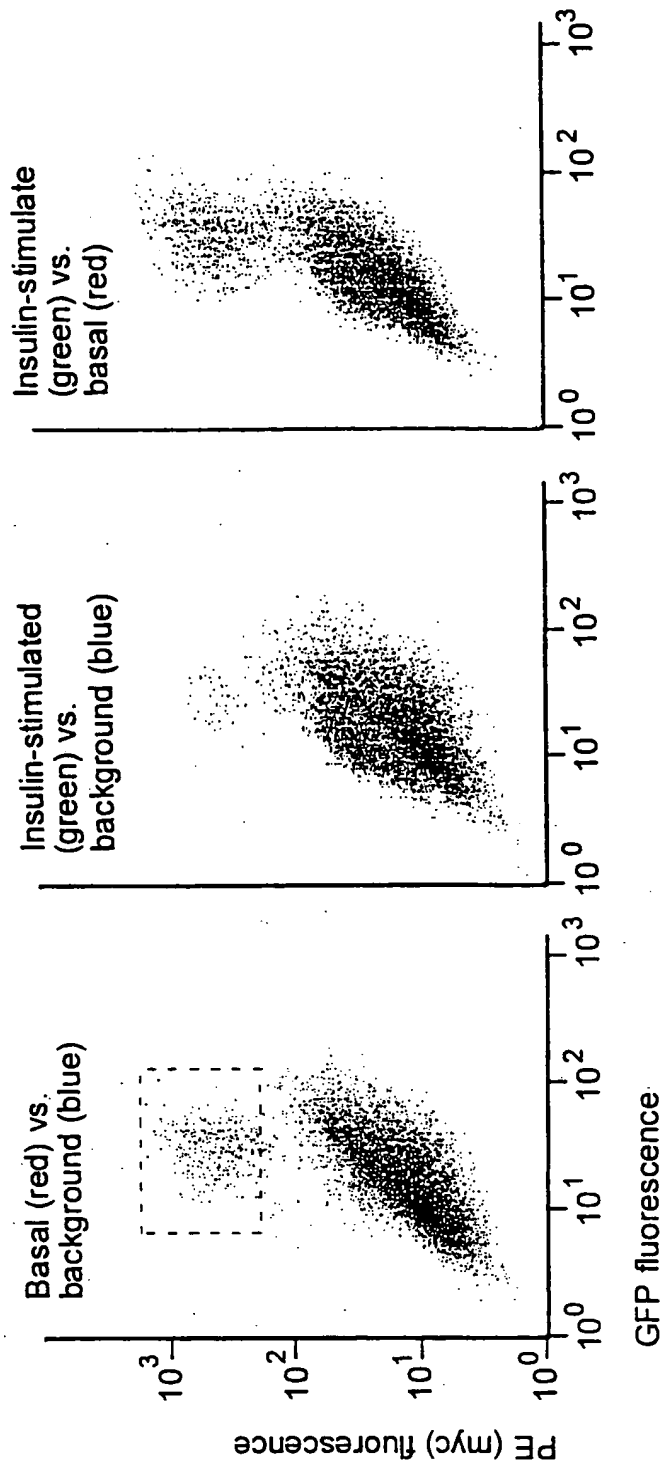 Basal (red) vs.
background (blue)
Insulin-stimulated
(green) vs.
background (blue)
Insulin-stimulate
(green) vs.
basal (red)
PE (myc) fluorescence
10^3
10^2
10^1
10^0
10^0 10^1 10^2 10^3
10^0 10^1 10^2 10^3
10^0 10^1 10^2 10^3
GFP fluorescence